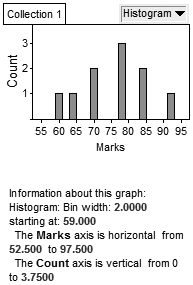 Collection 1
Histogram
Count
3
2
1
55 60 65 70 75 80 85 90 95
Marks
Information about this graph:
Histogram: Bin width: 2.0000
starting at: 59.000
The Marks axis is horizontal from
52.500 to 97.500
The Count axis is vertical from 0
to 3.7500